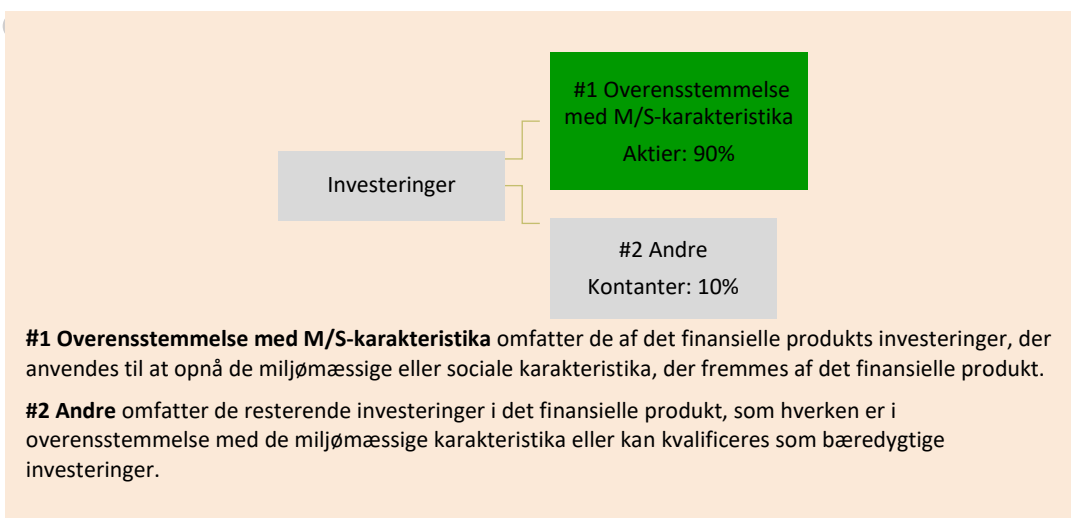 #1 Overensstemmelse
med M/S-karakteristika
Aktier: 90%
Investeringer
#2 Andre
Kontanter: 10%
#1 Overensstemmelse med M/S-karakteristika omfatter de af det finansielle produkts investeringer, der
anvendes til at opnå de miljømæssige eller sociale karakteristika, der fremmes af det finansielle produkt.
#2 Andre omfatter de resterende investeringer i det finansielle produkt, som hverken er i
overensstemmelse med de miljømæssige karakteristika eller kan kvalificeres som bæredygtige
investeringer.